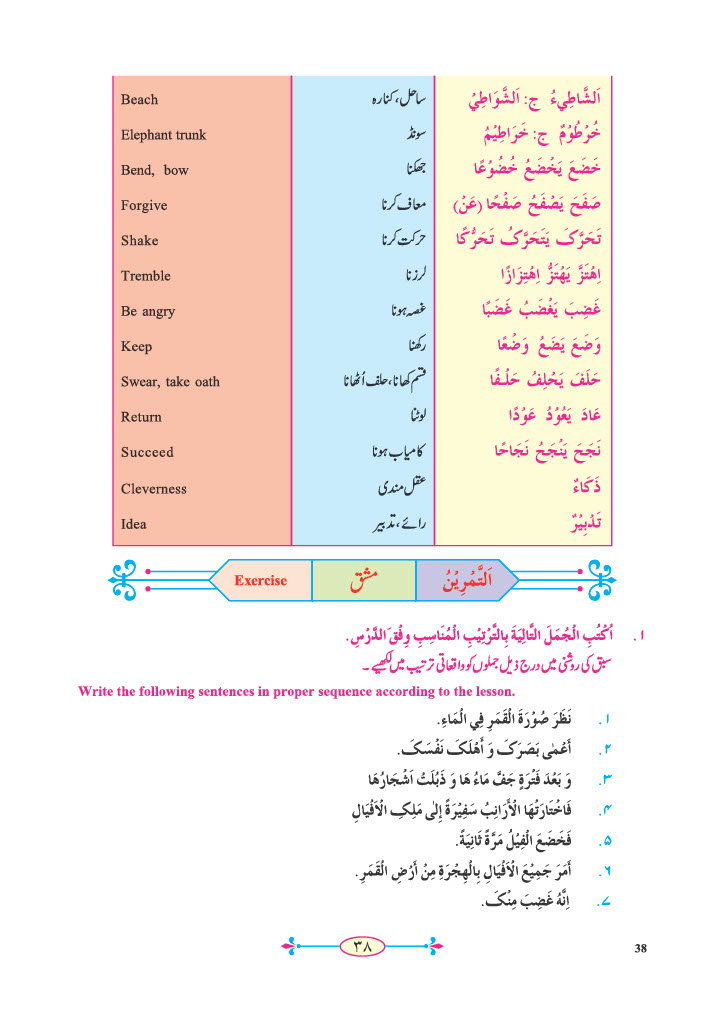 Beach ساحل، کنارہ اَلشَّاطِیءُ ج: اَلشَّوَاطِیْ
Elephant trunk سونڈ خُرْطُوْمٌ ج: خَرَاطِیْمُ
Bend, bow جھکنا خَضَعَ یَخْضَعُ خُضُوْعًا
Forgive معاف کرنا صَفَحَ یَصْفَحُ صَفْحًا (عَنْ)
Shake حرکت کرنا تَحَرَّکَ یَتَحَرَّکُ تَحَرُّکًا
Tremble لرزنا اِهْتَزَّ یَهْتَزُّ اِهْتِزَازًا
Be angry غصہ ہونا غَضِبَ یَغْضَبُ غَضَبًا
Keep رکھنا وَضَعَ یَضَعُ وَضْعًا
Swear, take oath قسم کھانا، حلف اُٹھانا حَلَفَ یَحْلِفُ حَلْفًا
Return لوٹنا عَادَ یَعُوْدُ عَوْدًا
Succeed کامیاب ہونا نَجَحَ یَنْجَحُ نَجَاحًا
Cleverness عقل مندی ذَکَاءٌ
Idea رائے، تدبیر تَدْبِیْرٌ
Exercise مشق اَلتَّمْرِیْنُ
۱. اُکْتُبِ الْجُمَلَ التَّالِیَةَ بِالتَّرْتِیْبِ الْمُنَاسِبِ وِفْقَ الدَّرْسِ.
سبق کی روشنی میں درج ذیل جملوں کو واقعاتی ترتیب میں لکھیے۔
Write the following sentences in proper sequence according to the lesson.
۱. نَظَرَ صُوْرَةَ الْقَمَرِ فِي الْمَاءِ.
۲. أَعْمٰی بَصَرَکَ وَ أَهْلَکَ نَفْسَکَ.
۳. وَ بَعْدَ فَتْرَةٍ جَفَّ مَاءُ هَا وَ ذَبُلَتْ اَشْجَارُهَا
۴. فَاخْتَارَتْهَا الْأَرَانِبُ سَفِیْرَةً إِلٰی مَلِکِ الْاَفْیَالِ
۵. فَخَضَعَ الْفِیْلُ مَرَّةً ثَانِیَةً.
۶. أَمَرَ جَمِیْعَ الْاَفْیَالِ بِالْهِجْرَةِ مِنْ أَرْضِ الْقَمَرِ.
۷. اِنَّهُ غَضِبَ مِنْکَ.
۳۸
38